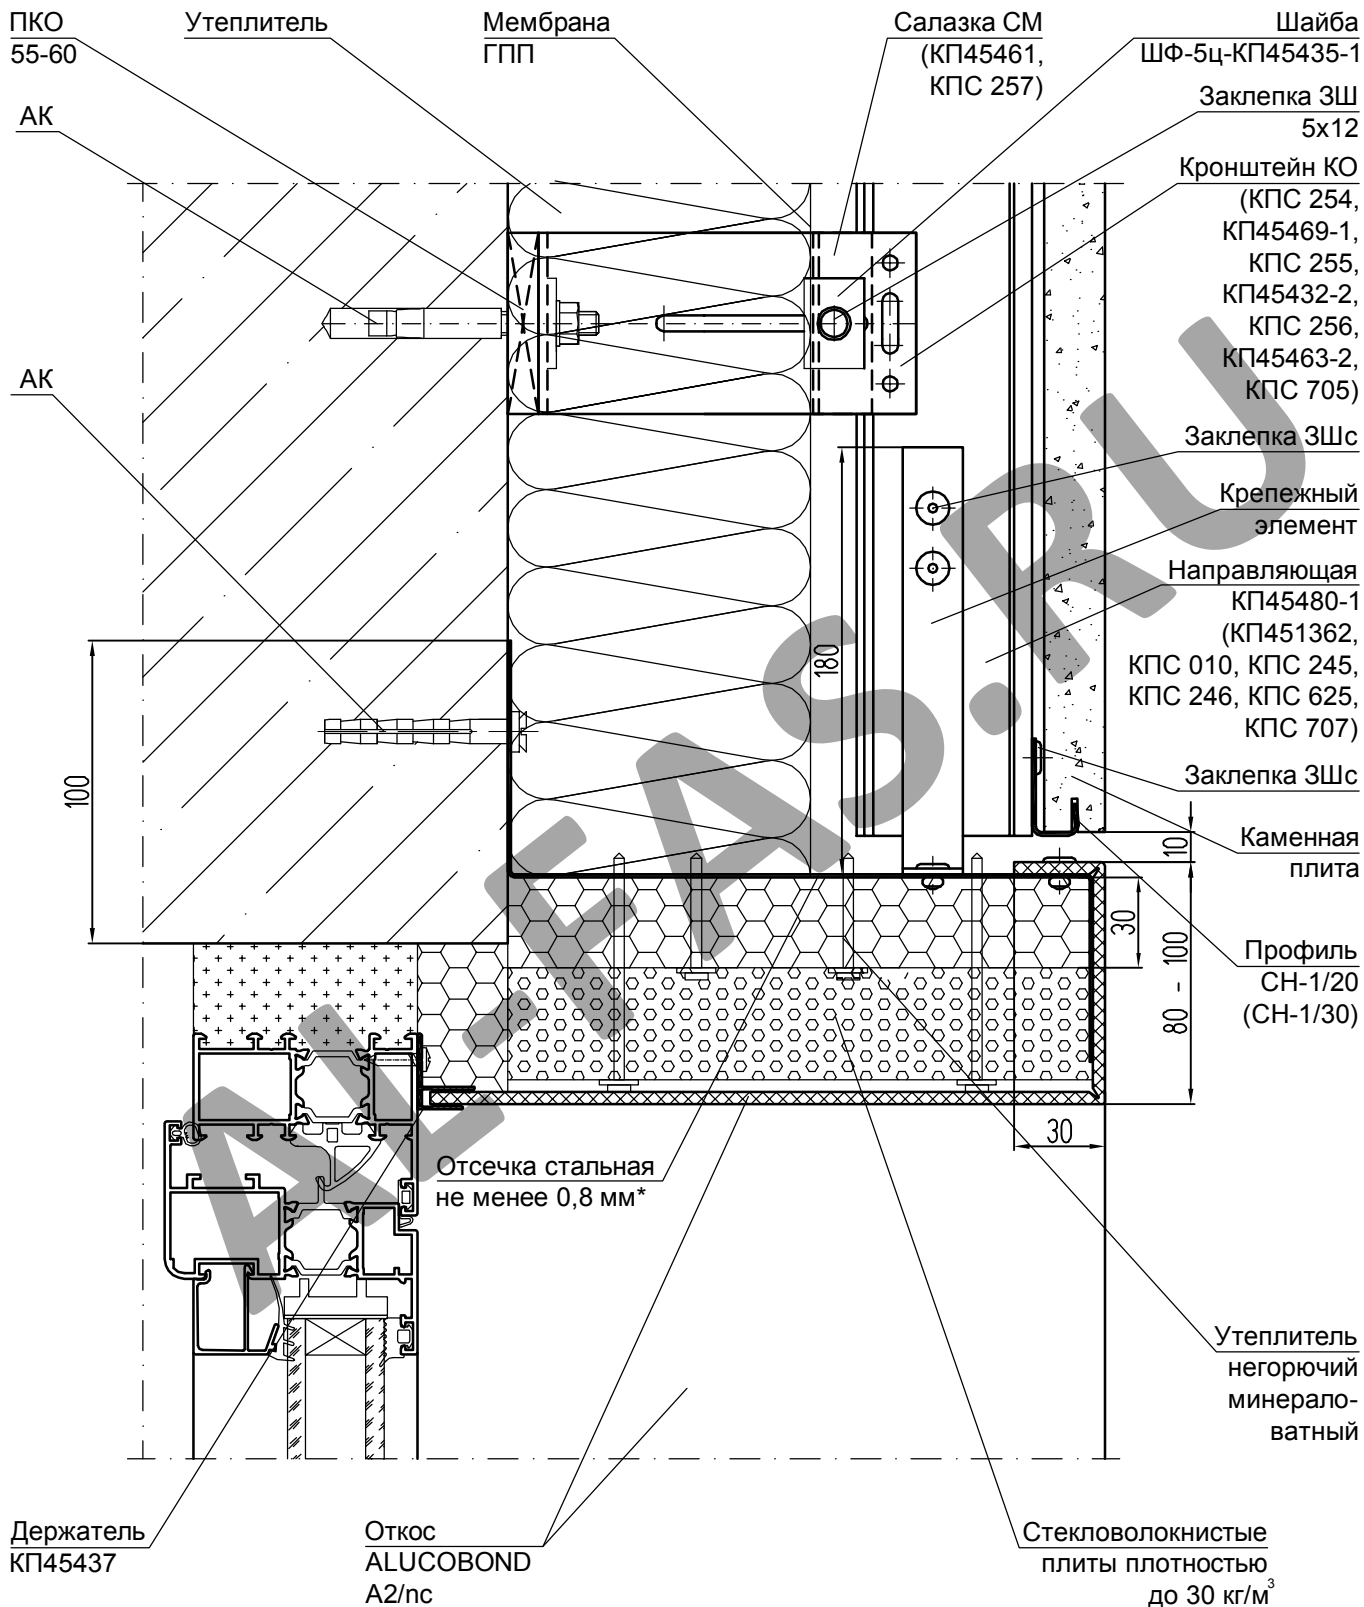 ПКО
55-60
Утеплитель
Мембрана
ГПП
Салазка СМ
(КП45461,
КПС 257)
Шайба
ШФ-5ц-КП45435-1
Заклепка ЗШ
5х12
АК
Кронштейн КО
(КПС 254,
КП45469-1,
КПС 255,
КП45432-2,
КПС 256,
КП45463-2,
КПС 705)
АК
Заклепка ЗШс
Крепежный
элемент
Направляющая
КП45480-1
(КП451362,
КПС 010, КПС 245,
КПС 246, КПС 625,
КПС 707)
180
100
Заклепка ЗШс
10
Каменная
плита
30
80 - 100
Профиль
СН-1/20
(СН-1/30)
30
Отсечка стальная
не менее 0,8 мм*
Утеплитель
негорючий
минерало-
ватный
Держатель
КП45437
Откос
ALUCOBOND
A2/nc
Стекловолокнистые
плиты плотностью
до 30 кг/м³
AL-FAS.RU